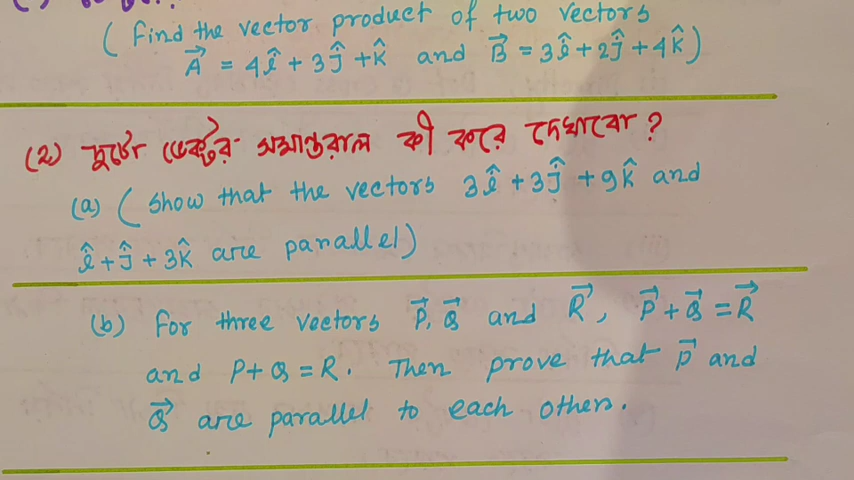 ( Find the vector product of two vectors
A⃗ = 4î + 3ĵ + k̂ and B⃗ = 3î + 2ĵ + 4k̂ )
(২) দুটো ভেক্টর সমান্তরাল কী করে দেখাবো ?
(a) ( Show that the vectors 3î + 3ĵ + 9k̂ and
î + ĵ + 3k̂ are parallel )
(b) For three vectors P⃗, Q⃗ and R⃗, P⃗ + Q⃗ = R⃗
and P + Q = R. Then prove that P⃗ and
Q⃗ are parallel to each others.